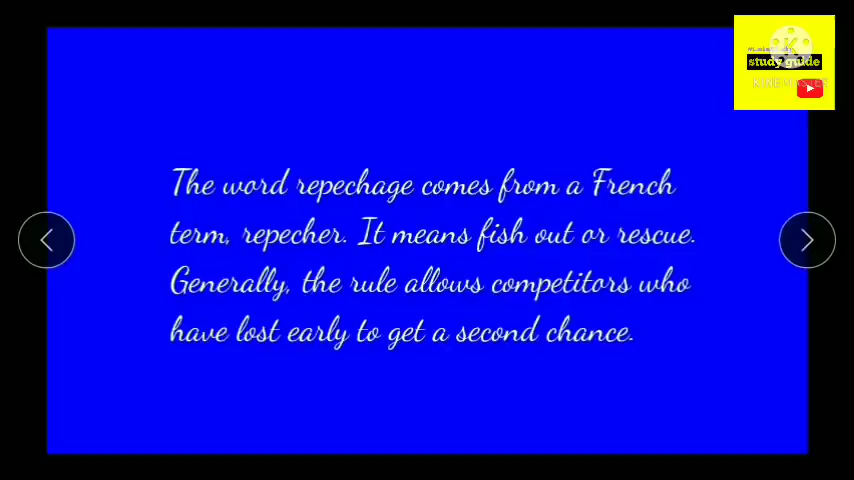 study guide
KINEMASTER
The word repechage comes from a French
term, repecher. It means fish out or rescue.
Generally, the rule allows competitors who
have lost early to get a second chance.